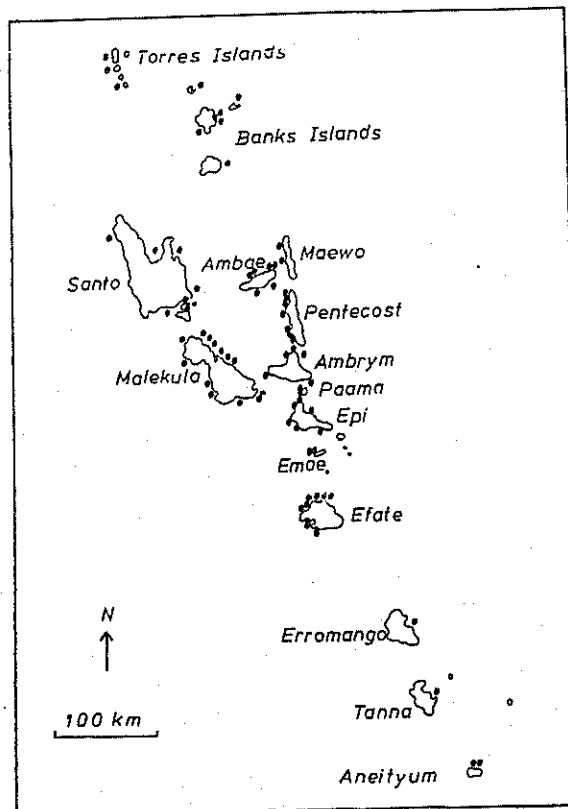 Torres Islands
Banks Islands
Ambae
Maewo
Santo
Pentecost
Malekula
Ambrym
Paama
Epi
Emae
Efate
N
Erromango
Tanna
100 km
Aneityum